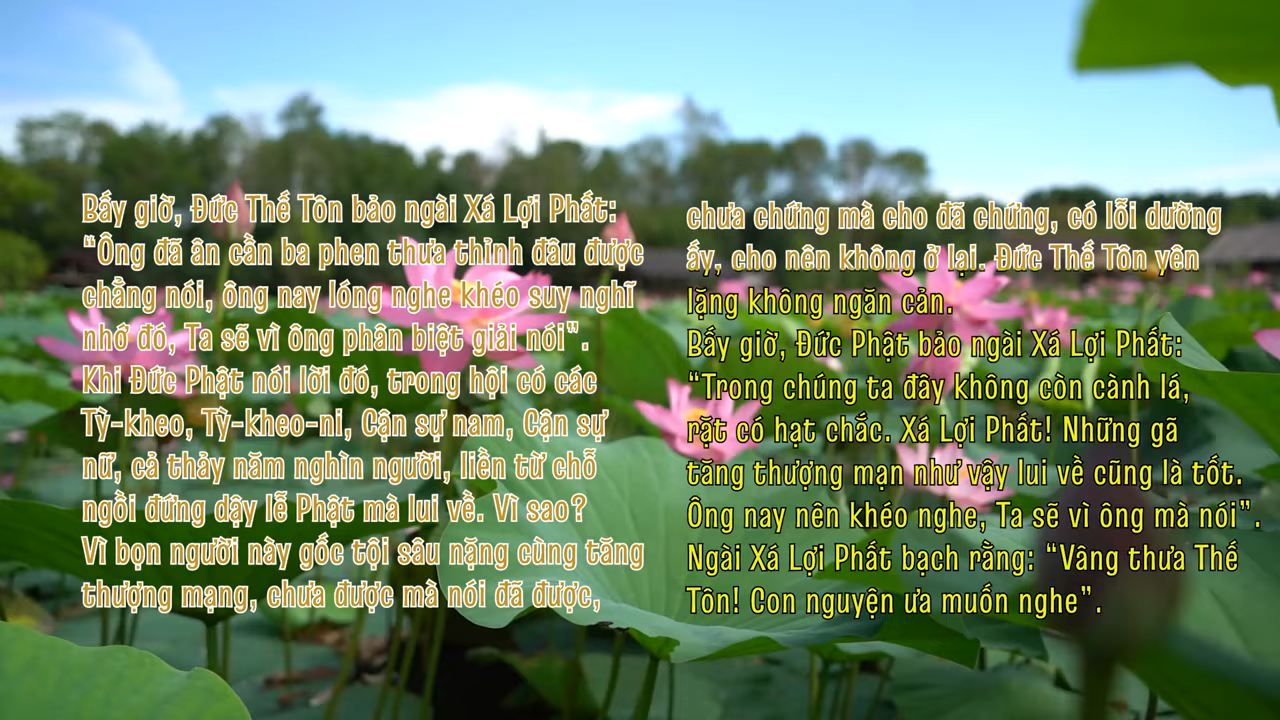 Bấy giờ, Đức Thế Tôn bảo ngài Xá Lợi Phất:
“Ông đã ân cần ba phen thưa thỉnh đâu được
chẳng nói, ông nay lóng nghe khéo suy nghĩ
nhớ đó, Ta sẽ vì ông phân biệt giải nói”.
Khi Đức Phật nói lời đó, trong hội có các
Tỳ-kheo, Tỳ-kheo-ni, Cận sự nam, Cận sự
nữ, cả thảy năm nghìn người, liền từ chỗ
ngồi đứng dậy lễ Phật mà lui về. Vì sao?
Vì bọn người này gốc tội sâu nặng cùng tăng
thượng mạng, chưa được mà nói đã được,
chưa chứng mà cho đã chứng, có lỗi dường
ấy, cho nên không ở lại. Đức Thế Tôn yên
lặng không ngăn cản.
Bấy giờ, Đức Phật bảo ngài Xá Lợi Phất:
“Trong chúng ta đây không còn cành lá,
rặt có hạt chắc. Xá Lợi Phất! Những gã
tăng thượng mạn như vậy lui về cũng là tốt.
Ông nay nên khéo nghe, Ta sẽ vì ông mà nói”.
Ngài Xá Lợi Phất bạch rằng: “Vâng thưa Thế
Tôn! Con nguyện ưa muốn nghe”.